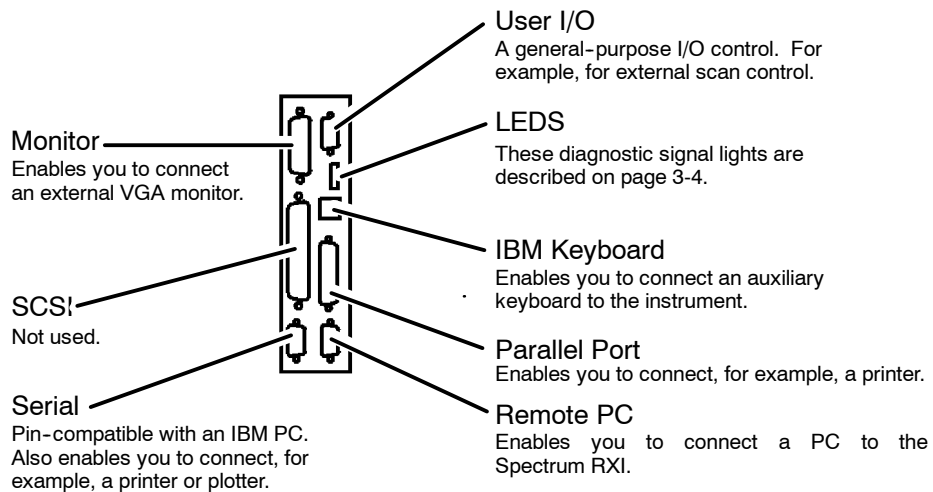 User I/O
A general-purpose I/O control. For
example, for external scan control.
Monitor
Enables you to connect
an external VGA monitor.
LEDS
These diagnostic signal lights are
described on page 3-4.
IBM Keyboard
Enables you to connect an auxiliary
keyboard to the instrument.
SCSI
Not used.
Parallel Port
Enables you to connect, for example, a printer.
Serial
Pin-compatible with an IBM PC.
Also enables you to connect, for
example, a printer or plotter.
Remote PC
Enables you to connect a PC to the
Spectrum RXI.